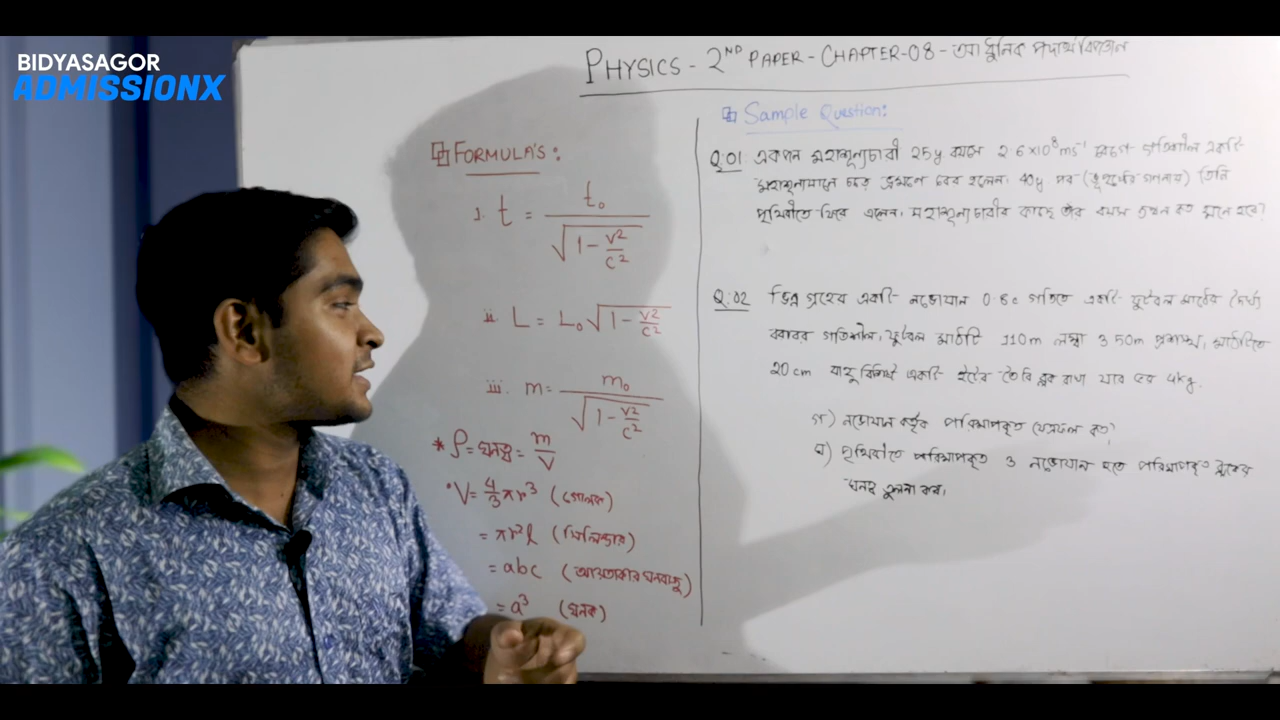 BIDYASAGOR
ADMISSIONX
PHYSICS - 2ND PAPER - CHAPTER-08 - আধুনিক পদার্থবিজ্ঞান
FORMULA'S:
i. t = t₀ / √(1 - v²/c²)
ii. L = L₀ √(1 - v²/c²)
iii. m = m₀ / √(1 - v²/c²)
* ρ = ঘনত্ব = m/V
• V = 4/3 πr³ (গোলক)
= πr²l (সিলিন্ডার)
= abc (আয়তাকার ঘনবস্তু)
= a³ (ঘনক)
Sample Question:
Q:01 একজন মহাশূন্যচারী 25y বয়সে 2.6×10⁸ms⁻¹ বেগে গতিশীল একটি
মহাশূন্যযানে চড়ে ভ্রমণে বের হলেন। 40y পর (পৃথিবীর গণনায়) তিনি
পৃথিবীতে ফিরে এলেন। মহাশূন্যচারীর কাছে তাঁর বয়স তখন কত মনে হবে?
Q:02 ভিন্ন গ্রহের একটি নভোযান 0.8c গতিতে একটি ফুটবল মাঠের দৈর্ঘ্য
বরাবর গতিশীল। ফুটবল মাঠটি 110m লম্বা ও 50m প্রশস্থ। মাঠটিতে
20cm বাহু বিশিষ্ট একটি ইটের তৈরি ব্লক রাখা যার ভর 4kg.
গ) নভোযান কর্তৃক পরিমাপকৃত ক্ষেত্রফল কত?
ঘ) পৃথিবীতে পরিমাপকৃত ও নভোযান হতে পরিমাপকৃত ব্লকের
ঘনত্ব তুলনা কর।